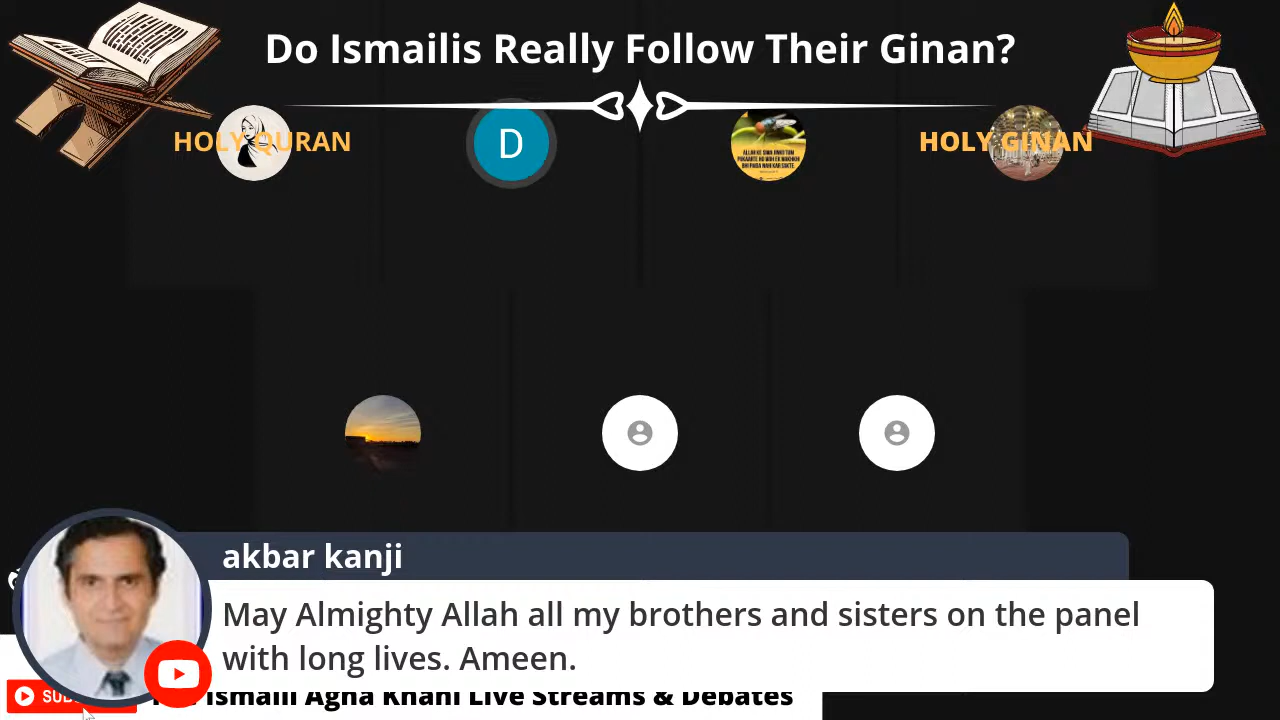 Do Ismailis Really Follow Their Ginan?
HOLY QURAN
D
HOLY GINAN
akbar kanji
May Almighty Allah all my brothers and sisters on the panel
with long lives. Ameen.
Ismaili Agha Khani Live Streams & Debates